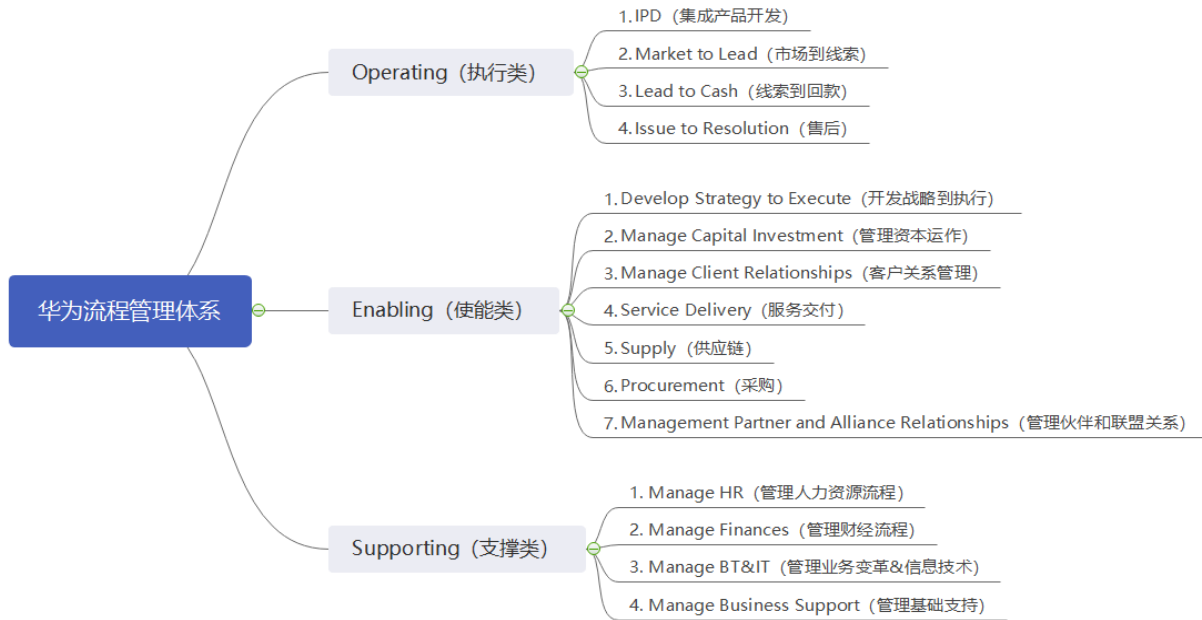 华为流程管理体系
Operating（执行类）
1. IPD（集成产品开发）
2. Market to Lead（市场到线索）
3. Lead to Cash（线索到回款）
4. Issue to Resolution（售后）
Enabling（使能类）
1. Develop Strategy to Execute（开发战略到执行）
2. Manage Capital Investment（管理资本运作）
3. Manage Client Relationships（客户关系管理）
4. Service Delivery（服务交付）
5. Supply（供应链）
6. Procurement（采购）
7. Management Partner and Alliance Relationships（管理伙伴和联盟关系）
Supporting（支撑类）
1. Manage HR（管理人力资源流程）
2. Manage Finances（管理财经流程）
3. Manage BT&IT（管理业务变革&信息技术）
4. Manage Business Support（管理基础支持）